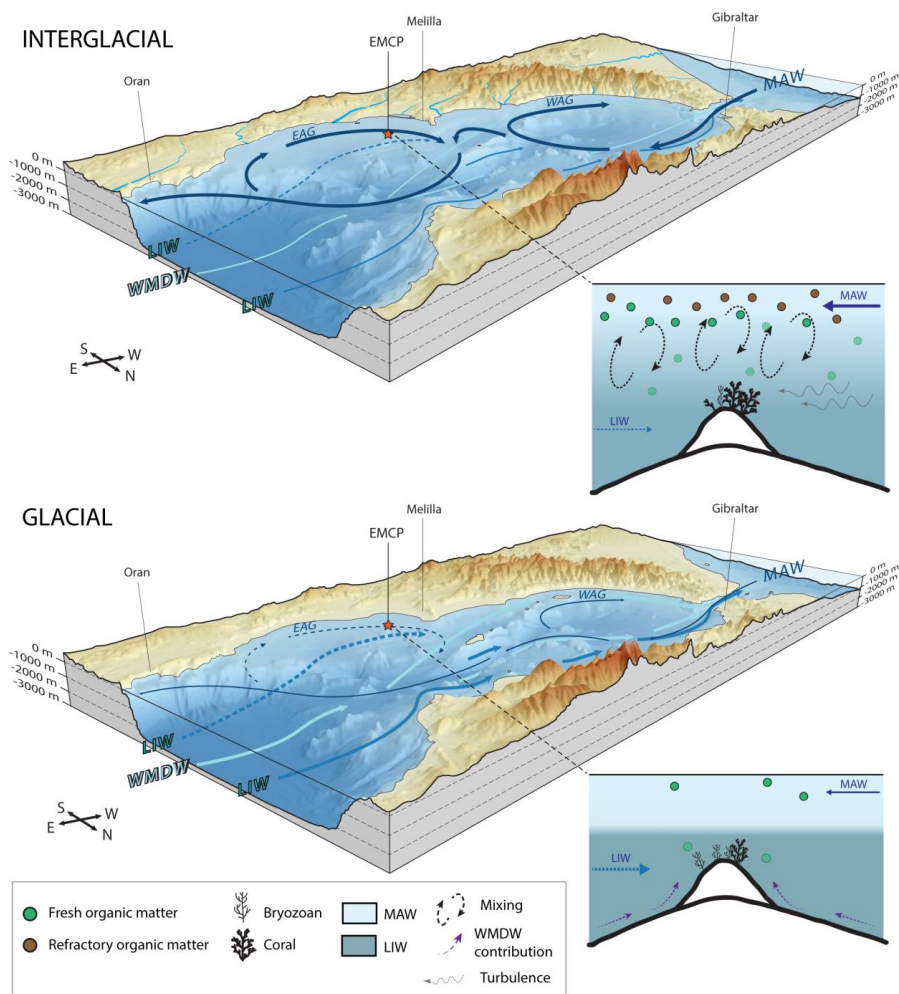 INTERGLACIAL
Melilla
EMCP
Gibraltar
Oran
MAW
0 m
-1000 m
-2000 m
-3000 m
WAG
EAG
0 m
-1000 m
-2000 m
-3000 m
LIW
WMDW
LIW
S
E
W
N
MAW
LIW
GLACIAL
Melilla
EMCP
Gibraltar
Oran
MAW
0 m
-1000 m
-2000 m
-3000 m
WAG
EAG
0 m
-1000 m
-2000 m
-3000 m
LIW
WMDW
LIW
S
E
W
N
MAW
LIW
Fresh organic matter
Refractory organic matter
Bryozoan
Coral
MAW
LIW
Mixing
WMDW
contribution
Turbulence